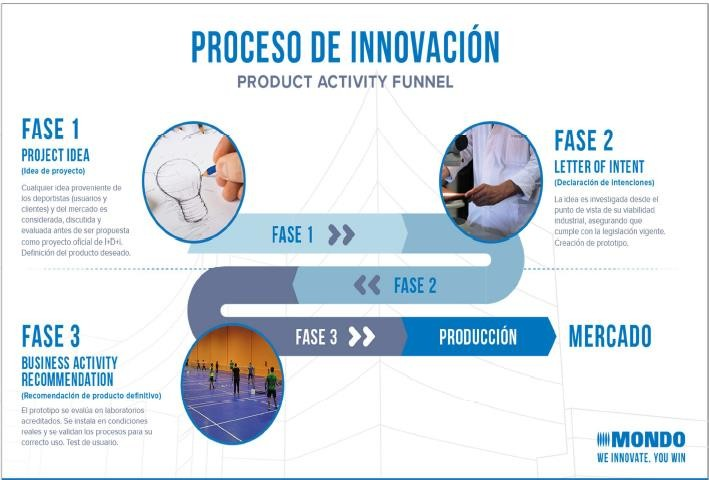 PROCESO DE INNOVACIÓN
PRODUCT ACTIVITY FUNNEL
FASE 1
PROJECT IDEA
(Idea de proyecto)
Cualquier idea proveniente de
los deportistas (usuarios y
clientes) y del mercado es
considerada, discutida y
evaluada antes de ser propuesta
como proyecto oficial de I+D+i.
Definición del producto deseado.
FASE 2
LETTER OF INTENT
(Declaración de intenciones)
La idea es investigada desde el
punto de vista de su viabilidad
industrial, asegurando que
cumple con la legislación vigente.
Creación de prototipo.
FASE 1
FASE 2
FASE 3
PRODUCCIÓN
MERCADO
FASE 3
BUSINESS ACTIVITY
RECOMMENDATION
(Recomendación de producto definitivo)
El prototipo se evalúa en laboratorios
acreditados. Se instala en condiciones
reales y se validan los procesos para su
correcto uso. Test de usuario.
MONDO
WE INNOVATE. YOU WIN